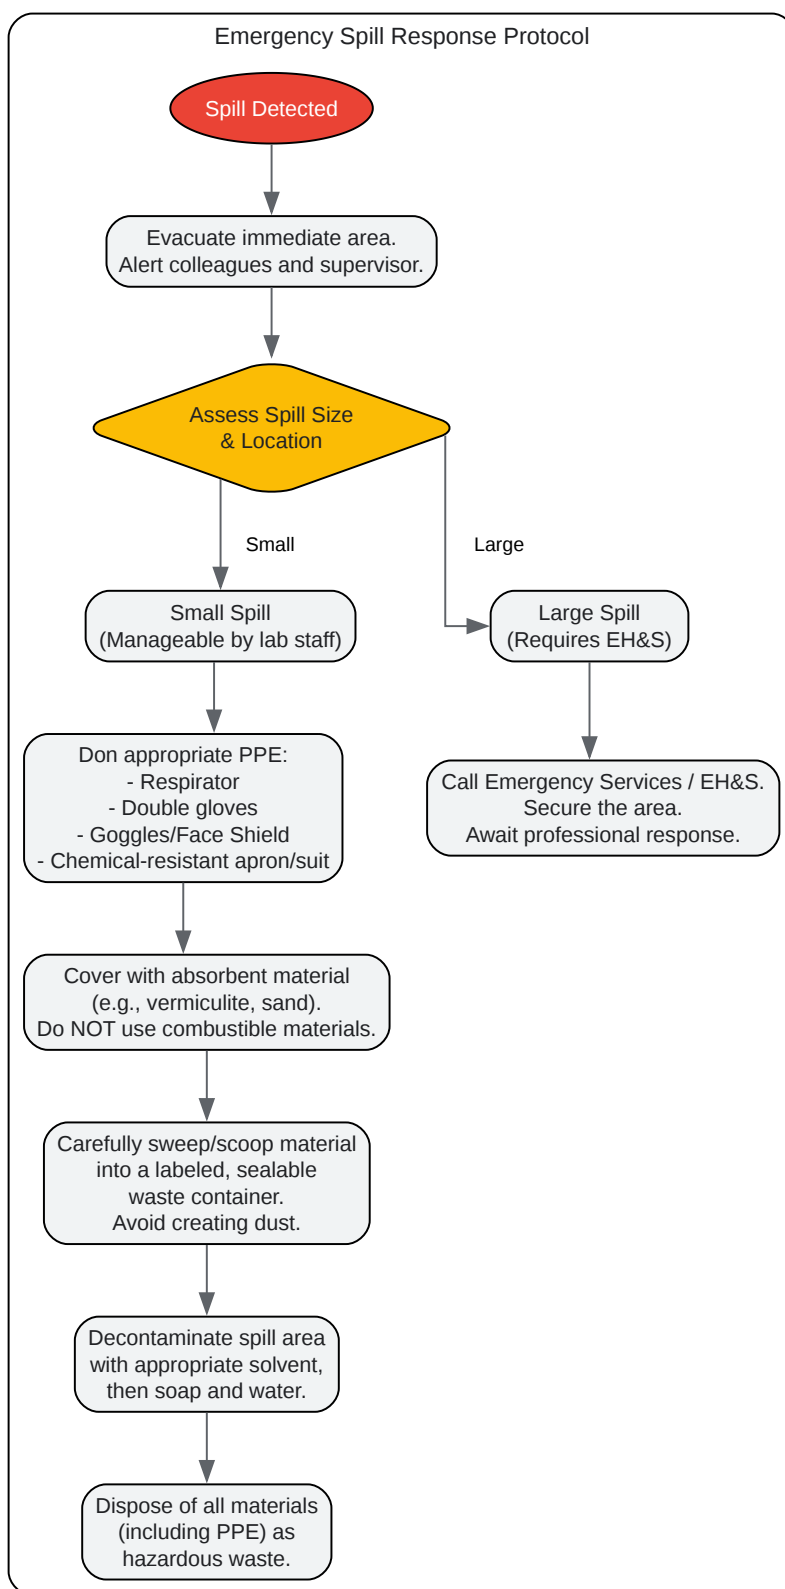 Emergency Spill Response Protocol
Spill Detected
Evacuate immediate area.
Alert colleagues and supervisor.
Assess Spill Size
& Location
Small
Large
Small Spill
(Manageable by lab staff)
Large Spill
(Requires EH&S)
Don appropriate PPE:
- Respirator
- Double gloves
- Goggles/Face Shield
- Chemical-resistant apron/suit
Call Emergency Services / EH&S.
Secure the area.
Await professional response.
Cover with absorbent material
(e.g., vermiculite, sand).
Do NOT use combustible materials.
Carefully sweep/scoop material
into a labeled, sealable
waste container.
Avoid creating dust.
Decontaminate spill area
with appropriate solvent,
then soap and water.
Dispose of all materials
(including PPE) as
hazardous waste.